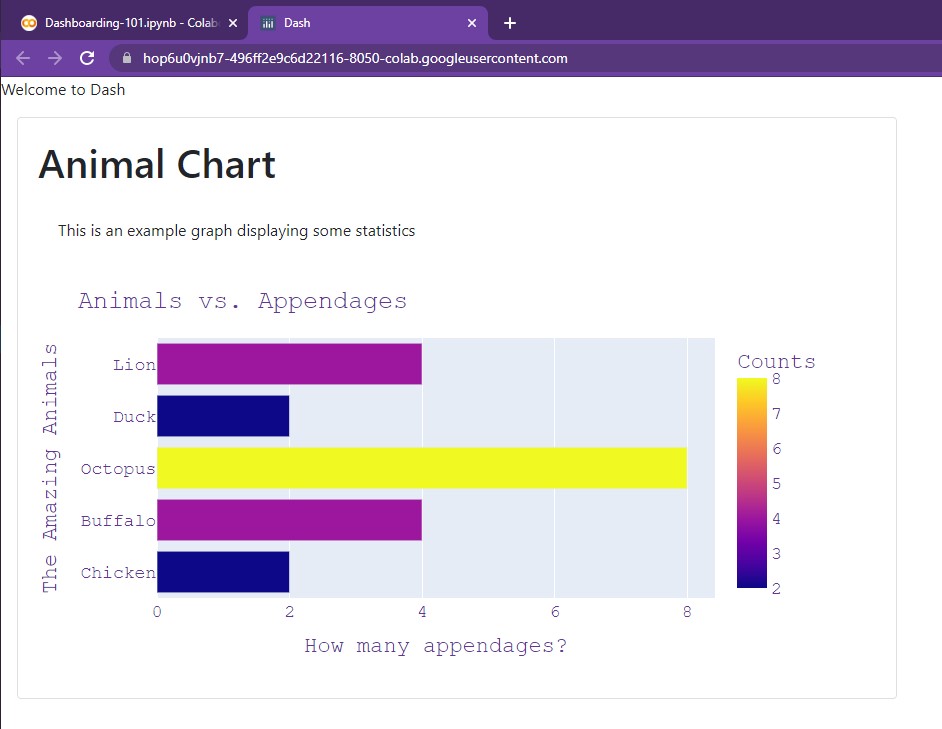 Dashboarding-101.ipynb - Colab
Dash
hop6u0vjnb7-496ff2e9c6d22116-8050-colab.googleusercontent.com
Welcome to Dash
Animal Chart
This is an example graph displaying some statistics
Animals vs. Appendages
The Amazing Animals
Lion
Duck
Octopus
Buffalo
Chicken
0 2 4 6 8
How many appendages?
Counts
8
7
6
5
4
3
2